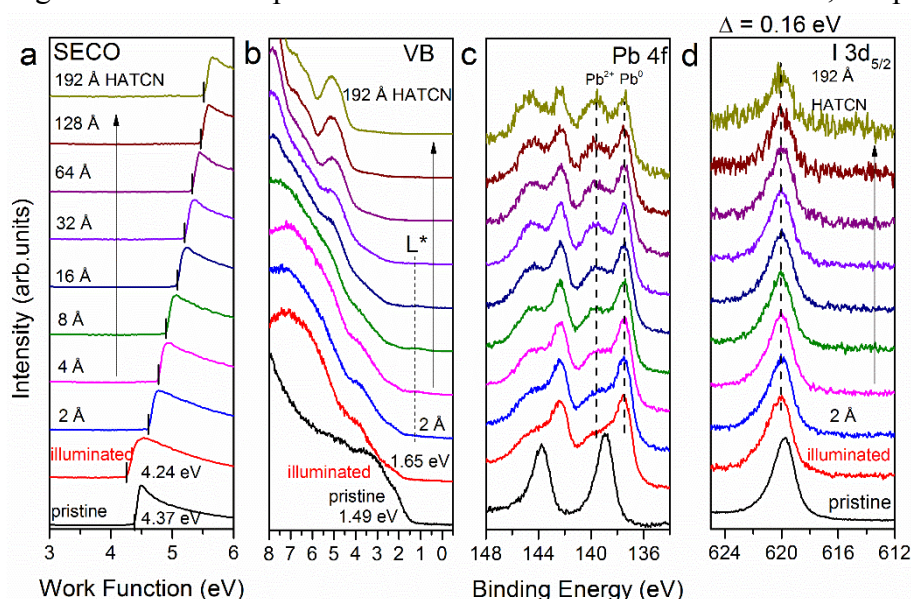 Δ = 0.16 eV
a SECO
192 Å HATCN
128 Å
64 Å
32 Å
16 Å
8 Å
4 Å
2 Å
illuminated
4.24 eV
pristine
4.37 eV
3 4 5 6
Work Function (eV)
Intensity (arb.units)
b VB
192 Å HATCN
L*
2 Å
1.65 eV
illuminated
pristine
1.49 eV
8 7 6 5 4 3 2 1 0
c Pb 4f
Pb²⁺ Pb⁰
148 143 139 134
Binding Energy (eV)
d I 3d₅/₂
192 Å
HATCN
2 Å
illuminated
pristine
624 620 616 612